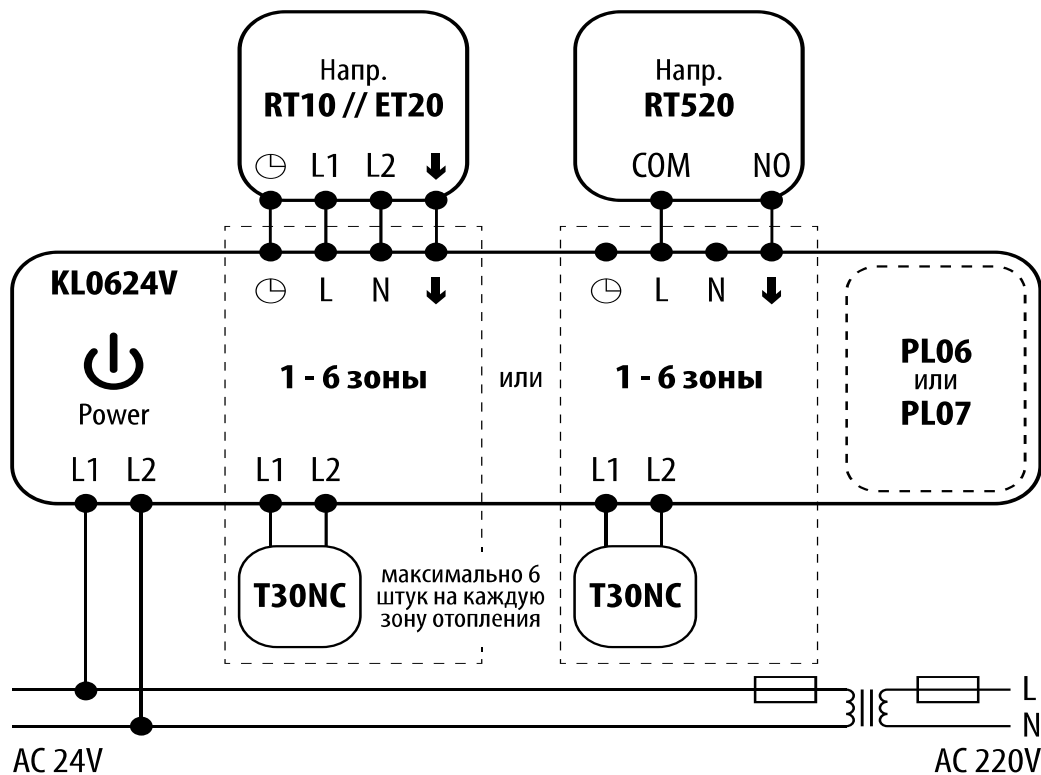 Напр.
RT10 // ET20
L1 L2
Напр.
RT520
COM NO
KL0624V
Power
L N
1 - 6 зоны
или
L N
1 - 6 зоны
PL06
или
PL07
L1 L2
L1 L2
L1 L2
T30NC
максимально 6
штук на каждую
зону отопления
T30NC
L
N
AC 24V
AC 220V